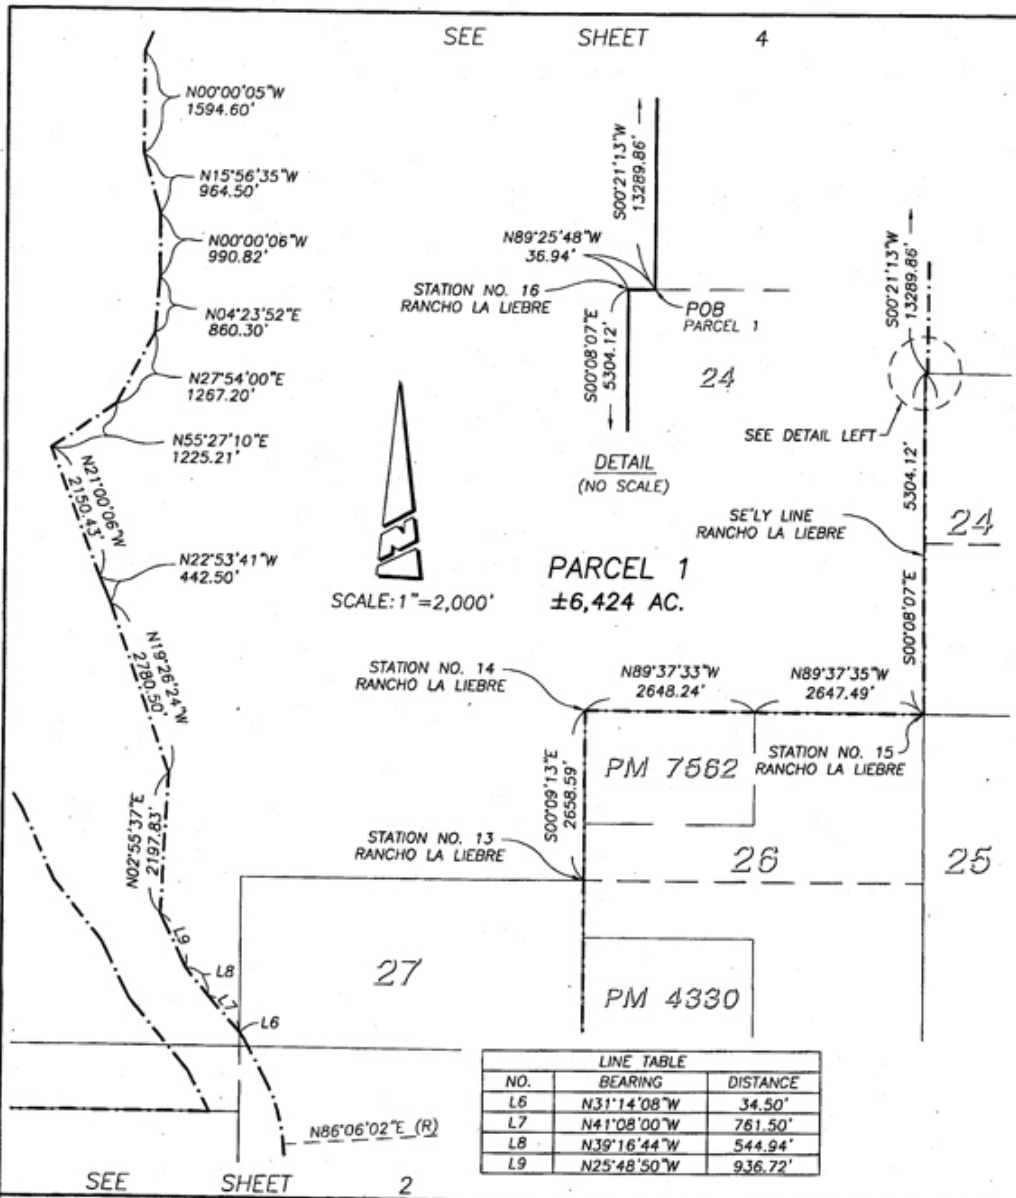 SEE SHEET 4
N00°00'05"W
1594.60'
N15°56'35"W
964.50'
N00°00'06"W
990.82'
N04°23'52"E
860.30'
N27°54'00"E
1267.20'
N55°27'10"E
1225.21'
N21°00'06"W
2150.43'
N22°53'41"W
442.50'
N19°26'24"W
2780.50'
N02°55'37"E
2197.83'
L9
L8
L7
L6
N86°06'02"E (R)
S00°21'13"W
13289.86'
N89°25'48"W
36.94'
STATION NO. 16
RANCHO LA LIEBRE
POB
PARCEL 1
S00°08'07"E
5304.12'
24
DETAIL
(NO SCALE)
S00°21'13"W
13289.86'
SEE DETAIL LEFT
5304.12'
S00°08'07"E
24
SE'LY LINE
RANCHO LA LIEBRE
N
SCALE: 1"=2,000'
PARCEL 1
±6,424 AC.
STATION NO. 14
RANCHO LA LIEBRE
N89°37'33"W
2648.24'
N89°37'35"W
2647.49'
STATION NO. 15
RANCHO LA LIEBRE
PM 7562
S00°09'13"E
2658.59'
STATION NO. 13
RANCHO LA LIEBRE
26
25
27
PM 4330
LINE TABLE
NO. BEARING DISTANCE
L6 N31°14'08"W 34.50'
L7 N41°08'00"W 761.50'
L8 N39°16'44"W 544.94'
L9 N25°48'50"W 936.72'
SEE SHEET 2